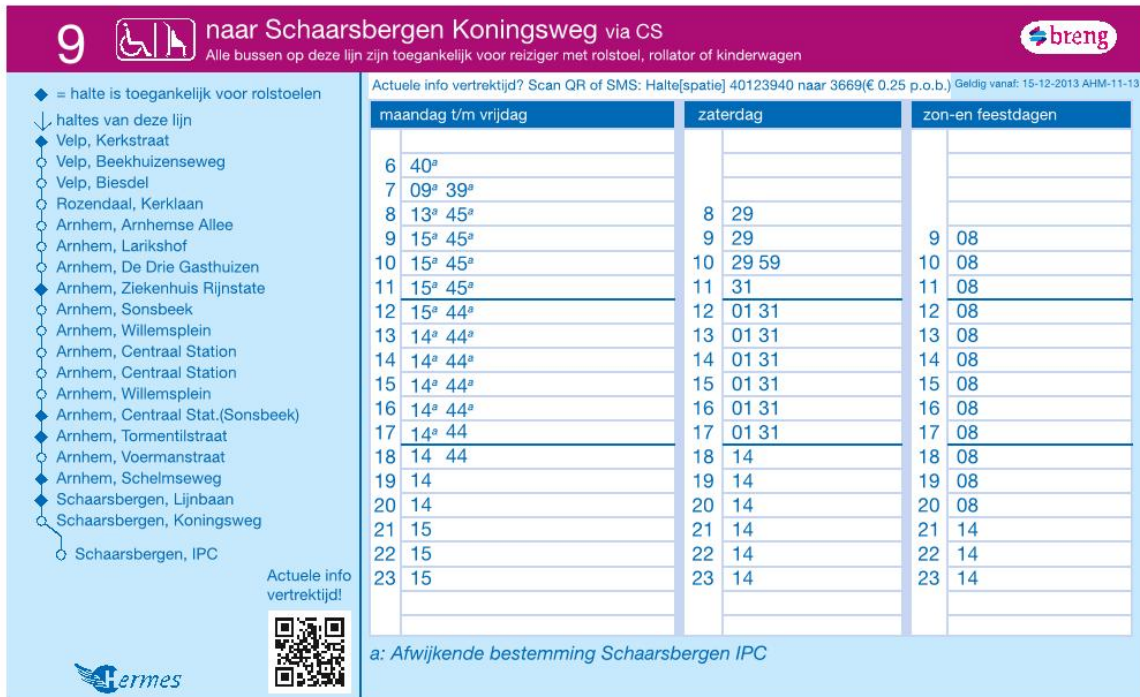 9 naar Schaarsbergen Koningsweg via CS
Alle bussen op deze lijn zijn toegankelijk voor reiziger met rolstoel, rollator of kinderwagen
breng
= halte is toegankelijk voor rolstoelen
haltes van deze lijn
Velp, Kerkstraat
Velp, Beekhuizenseweg
Velp, Biesdel
Rozendaal, Kerklaan
Arnhem, Arnhemse Allee
Arnhem, Larikshof
Arnhem, De Drie Gasthuizen
Arnhem, Ziekenhuis Rijnstate
Arnhem, Sonsbeek
Arnhem, Willemsplein
Arnhem, Centraal Station
Arnhem, Centraal Station
Arnhem, Willemsplein
Arnhem, Centraal Stat.(Sonsbeek)
Arnhem, Tormentilstraat
Arnhem, Voermanstraat
Arnhem, Schelmseweg
Schaarsbergen, Lijnbaan
Schaarsbergen, Koningsweg
Schaarsbergen, IPC
Actuele info
vertrektijd!
Hermes
Actuele info vertrektijd? Scan QR of SMS: Halte[spatie] 40123940 naar 3669(€ 0.25 p.o.b.) Geldig vanaf: 15-12-2013 AHM-11-13
maandag t/m vrijdag
6 40a
7 09a 39a
8 13a 45a
9 15a 45a
10 15a 45a
11 15a 45a
12 15a 44a
13 14a 44a
14 14a 44a
15 14a 44a
16 14a 44a
17 14a 44
18 14 44
19 14
20 14
21 15
22 15
23 15
zaterdag
8 29
9 29
10 29 59
11 31
12 01 31
13 01 31
14 01 31
15 01 31
16 01 31
17 01 31
18 14
19 14
20 14
21 14
22 14
23 14
zon-en feestdagen
9 08
10 08
11 08
12 08
13 08
14 08
15 08
16 08
17 08
18 08
19 08
20 08
21 14
22 14
23 14
a: Afwijkende bestemming Schaarsbergen IPC